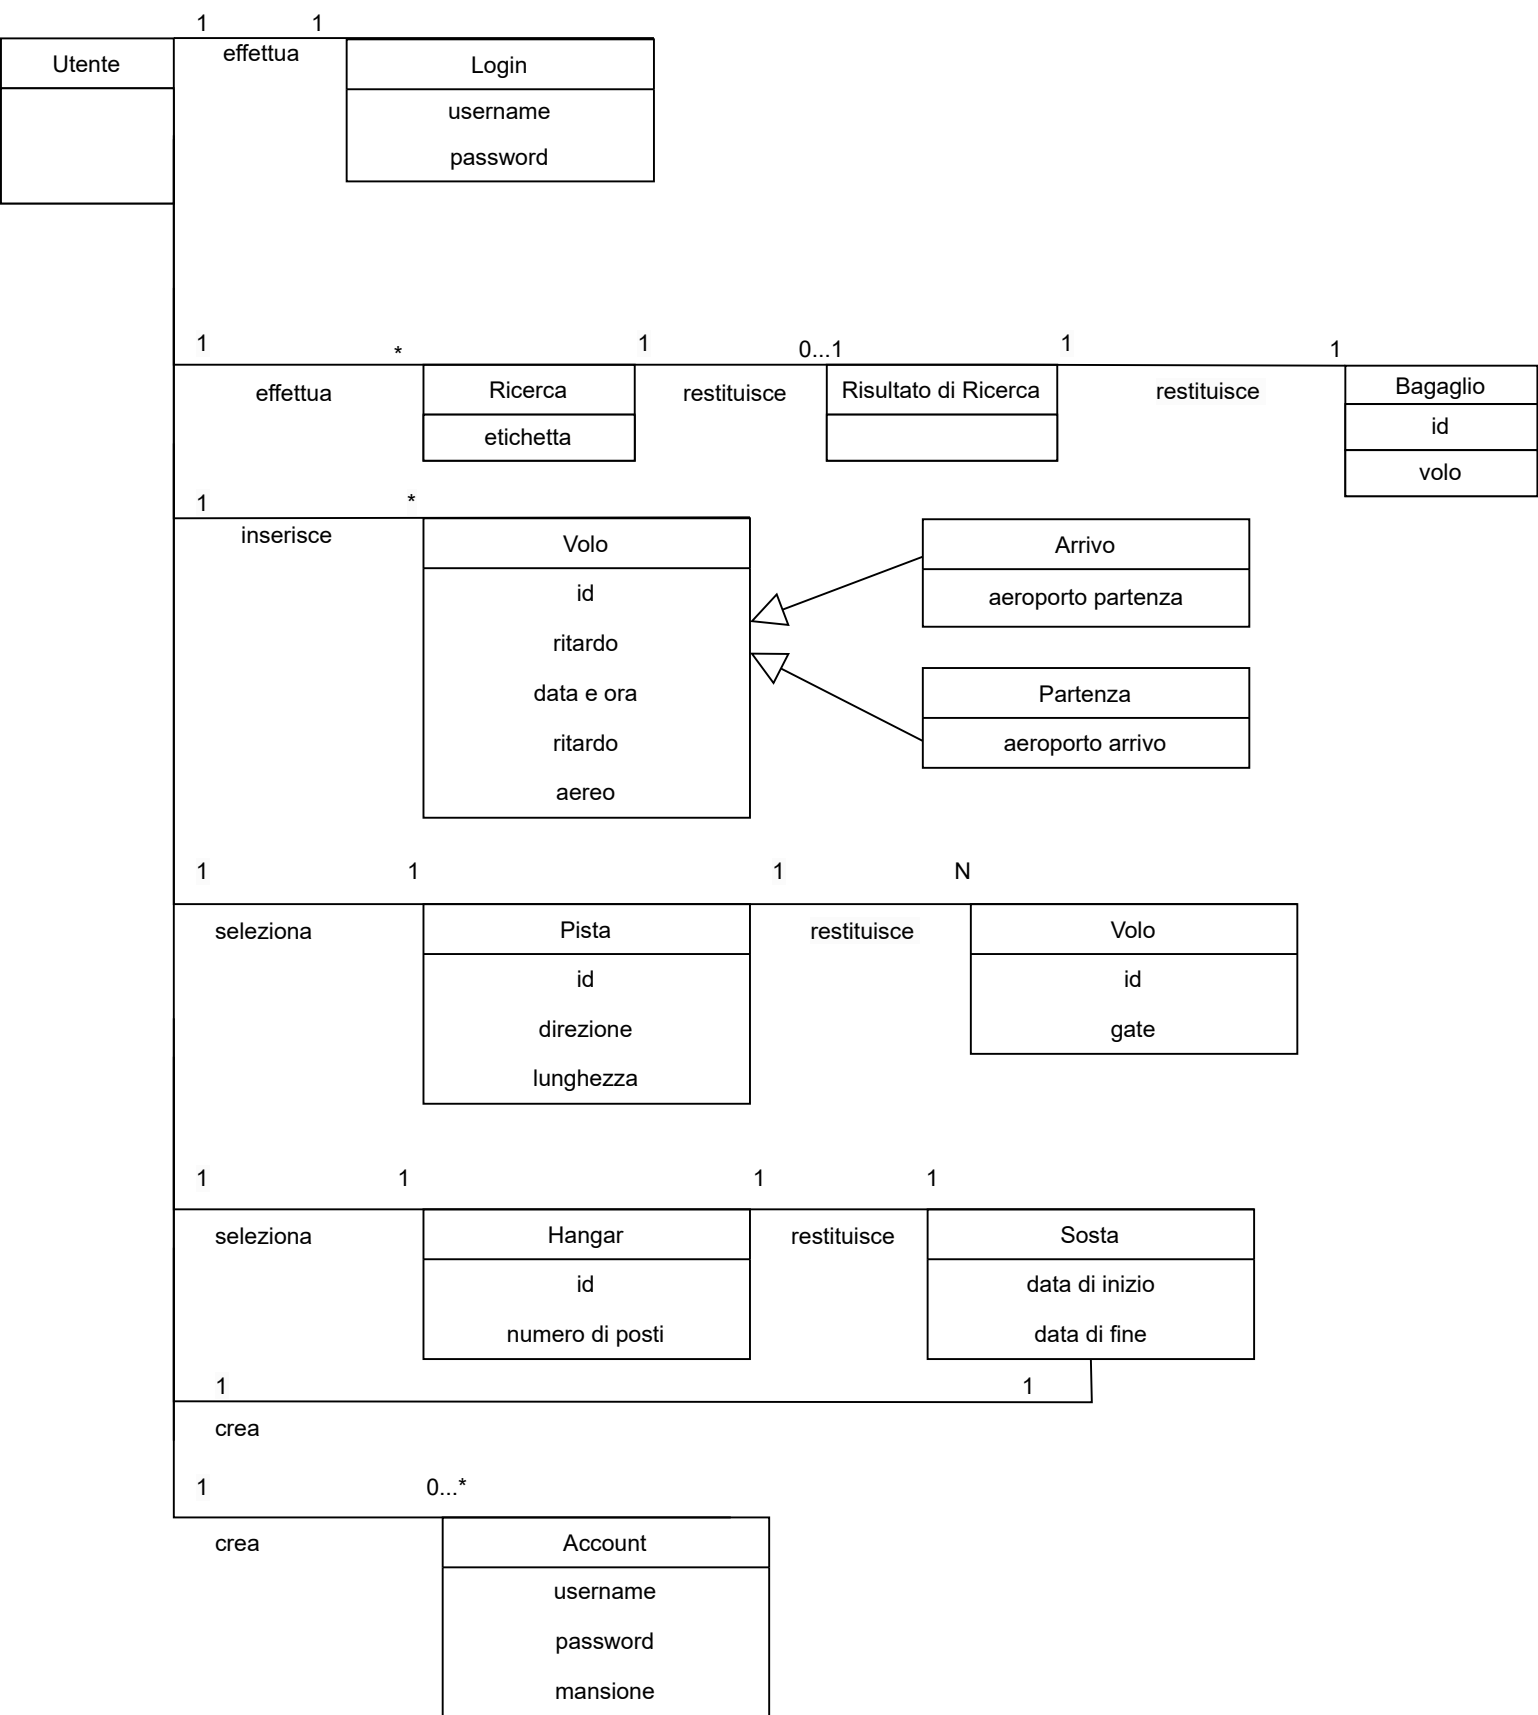 1 1
effettua
Utente
Login
username
password
1 * 1 0...1 1 1
effettua
Ricerca
restituisce
Risultato di Ricerca
restituisce
Bagaglio
etichetta
id
volo
1 *
inserisce
Volo
id
ritardo
data e ora
ritardo
aereo
Arrivo
aeroporto partenza
Partenza
aeroporto arrivo
1 1 1 N
seleziona
Pista
restituisce
Volo
id
direzione
lunghezza
id
gate
1 1 1 1
seleziona
Hangar
restituisce
Sosta
id
numero di posti
data di inizio
data di fine
1 1
crea
1 0...*
crea
Account
username
password
mansione